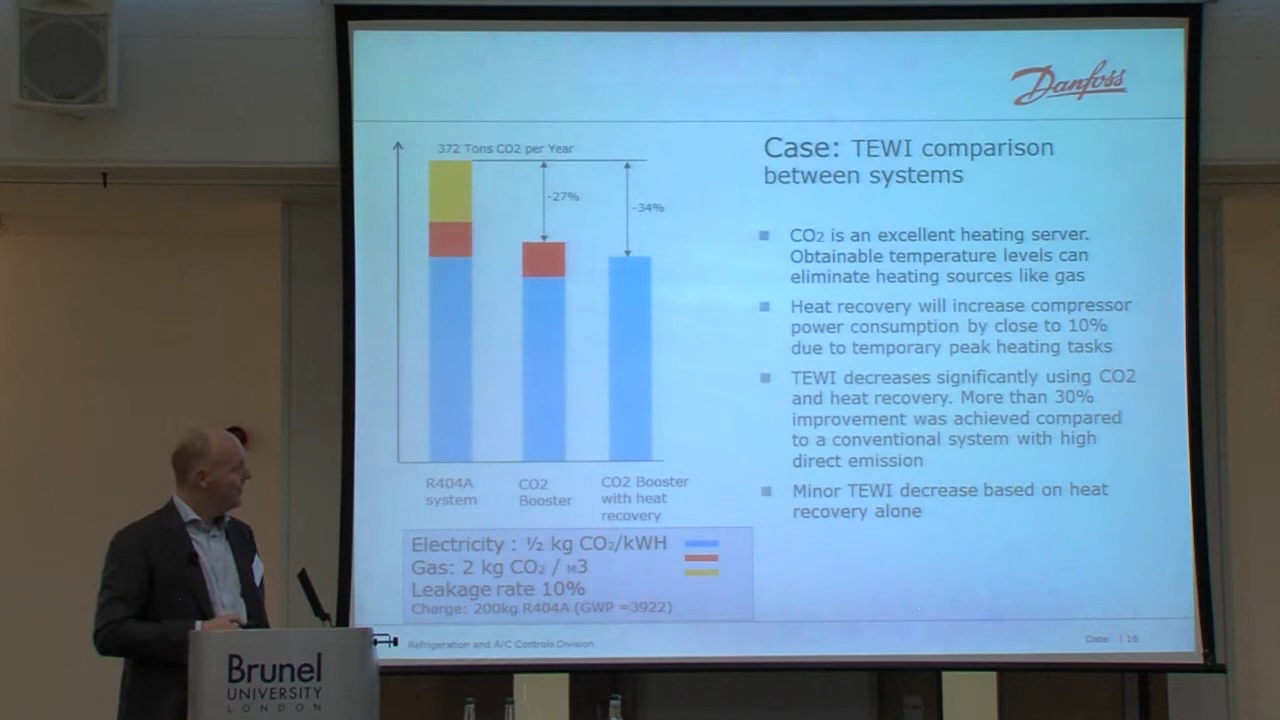 Danfoss
372 Tons CO2 per Year
-27%
-34%
R404A
system
CO2
Booster
CO2 Booster
with heat
recovery
Electricity : ½ kg CO₂/kWH
Gas: 2 kg CO₂ / м3
Leakage rate 10%
Charge: 200kg R404A (GWP =3922)
Case: TEWI comparison
between systems
CO2 is an excellent heating server.
Obtainable temperature levels can
eliminate heating sources like gas
Heat recovery will increase compressor
power consumption by close to 10%
due to temporary peak heating tasks
TEWI decreases significantly using CO2
and heat recovery. More than 30%
improvement was achieved compared
to a conventional system with high
direct emission
Minor TEWI decrease based on heat
recovery alone
Refrigeration and A/C Controls Division
Date: | 16
Brunel
UNIVERSITY
LONDON